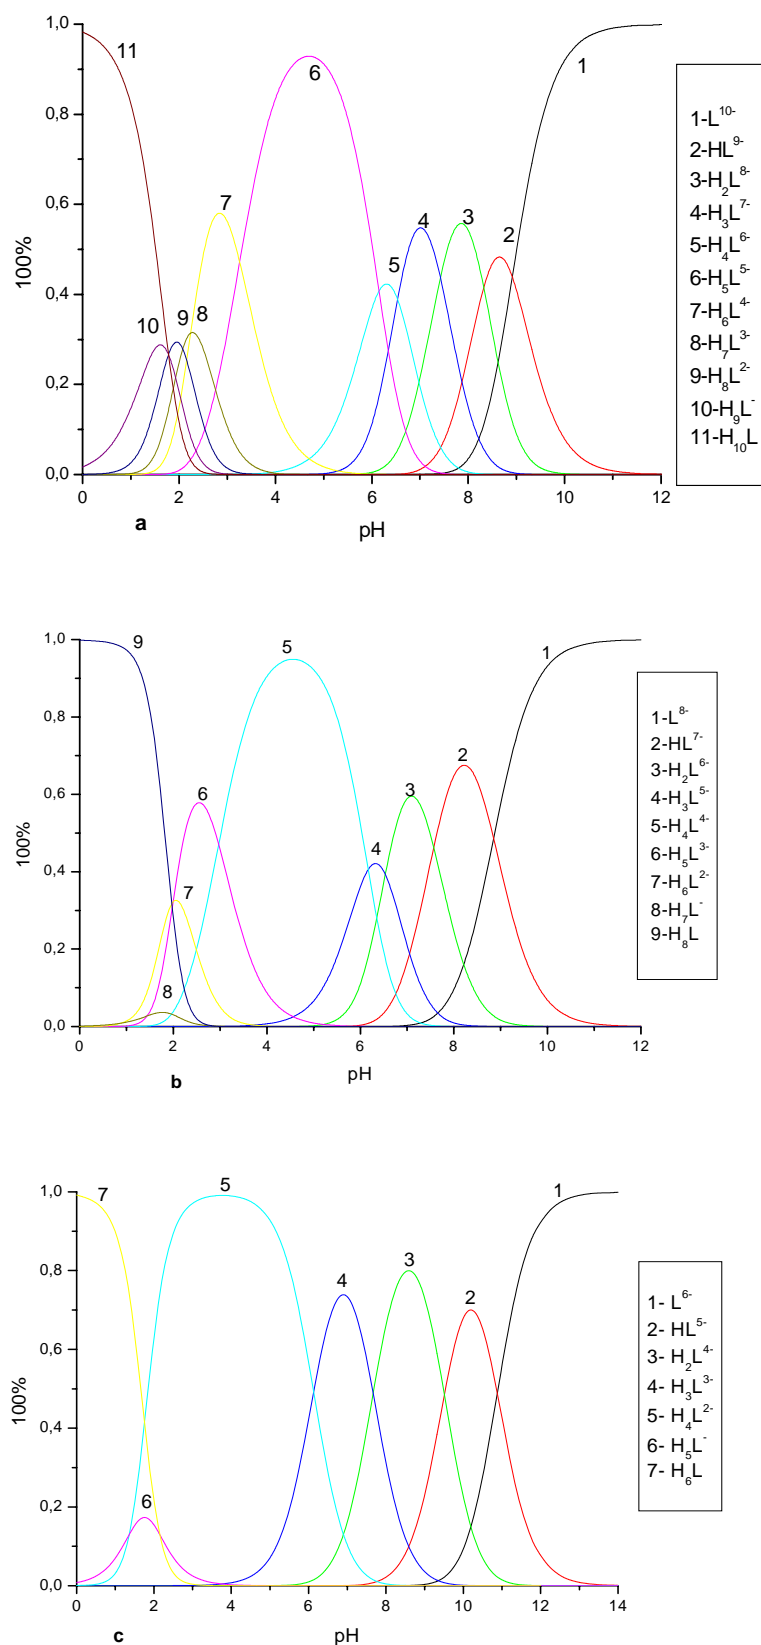 1,0
0,8
0,6
0,4
0,2
0,0
100%
0 2 4 6 8 10 12
pH
a
11
10
9
8
7
6
5
4
3
2
1
1-L10-
2-HL9-
3-H2L8-
4-H3L7-
5-H4L6-
6-H5L5-
7-H6L4-
8-H7L3-
9-H8L2-
10-H9L-
11-H10L
1,0
0,8
0,6
0,4
0,2
0,0
100%
0 2 4 6 8 10 12
pH
b
9
8
7
6
5
4
3
2
1
1-L8-
2-HL7-
3-H2L6-
4-H3L5-
5-H4L4-
6-H5L3-
7-H6L2-
8-H7L-
9-H8L
1,0
0,8
0,6
0,4
0,2
0,0
100%
0 2 4 6 8 10 12 14
pH
c
7
6
5
4
3
2
1
1- L6-
2- HL5-
3- H2L4-
4- H3L3-
5- H4L2-
6- H5L-
7- H6L